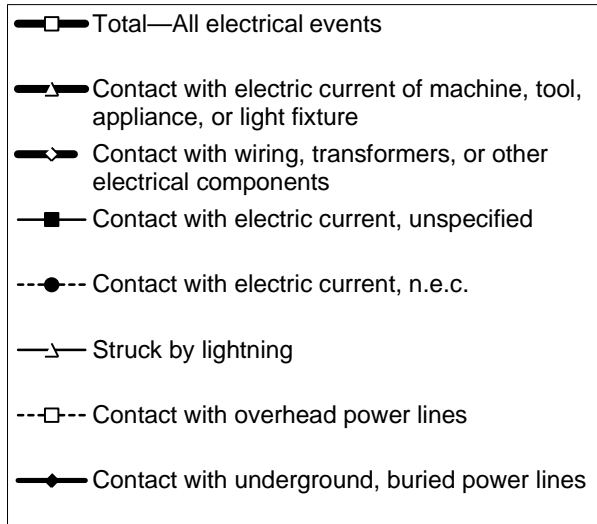 Total—All electrical events
Contact with electric current of machine, tool,
appliance, or light fixture
Contact with wiring, transformers, or other
electrical components
Contact with electric current, unspecified
Contact with electric current, n.e.c.
Struck by lightning
Contact with overhead power lines
Contact with underground, buried power lines